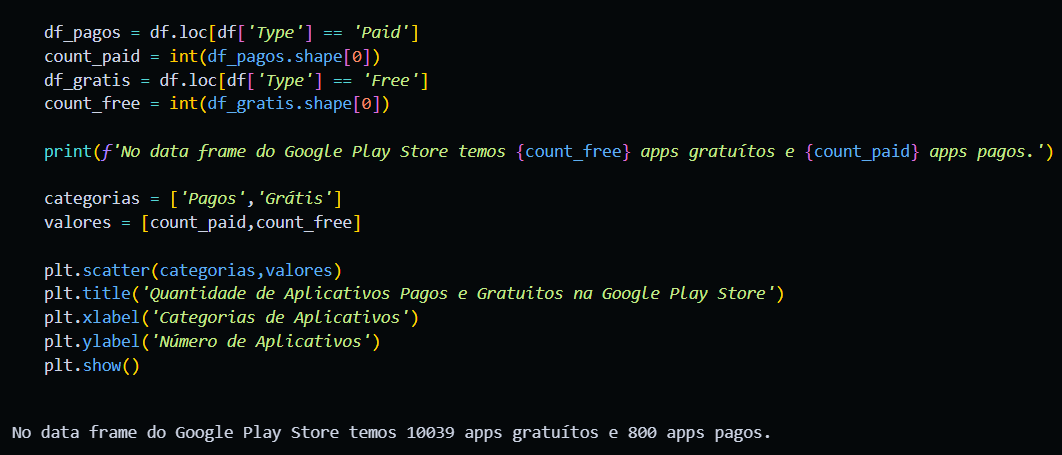 df_pagos = df.loc[df['Type'] == 'Paid']
count_paid = int(df_pagos.shape[0])
df_gratis = df.loc[df['Type'] == 'Free']
count_free = int(df_gratis.shape[0])
print(f'No data frame do Google Play Store temos {count_free} apps gratuítos e {count_paid} apps pagos.')
categorias = ['Pagos','Grátis']
valores = [count_paid,count_free]
plt.scatter(categorias,valores)
plt.title('Quantidade de Aplicativos Pagos e Gratuitos na Google Play Store')
plt.xlabel('Categorias de Aplicativos')
plt.ylabel('Número de Aplicativos')
plt.show()
No data frame do Google Play Store temos 10039 apps gratuítos e 800 apps pagos.